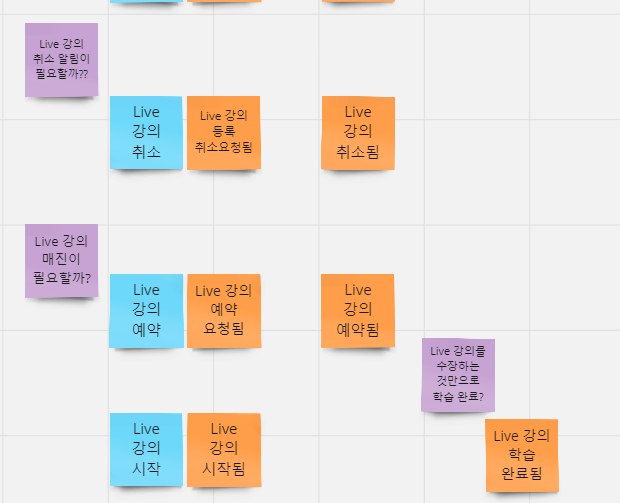 Live 강의
취소 알림이
필요할까??
Live
강의
취소
Live 강의
등록
취소요청됨
Live
강의
취소됨
Live 강의
매진이
필요할까?
Live
강의
예약
Live 강의
예약
요청됨
Live
강의
예약됨
Live 강의를
수장하는
것만으로
학습 완료?
Live
강의
시작
Live
강의
시작됨
Live 강의
학습
완료됨